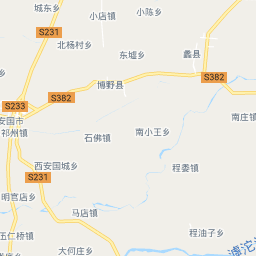 城东乡
小店镇
小陈乡
S231
北杨村乡
东墟乡
蠡县
S382
博野县
S382
S233
安国市
祁州镇
南庄镇
石佛镇
南小王乡
西安国城乡
程委镇
S231
明官店乡
马店镇
伍仁桥镇
程油子乡
大何庄乡
滹沱